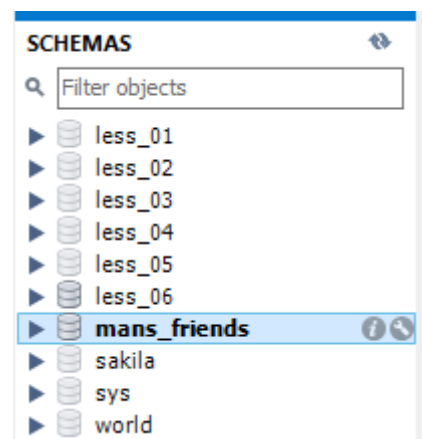 SCHEMAS
Filter objects
less_01
less_02
less_03
less_04
less_05
less_06
mans_friends
sakila
sys
world